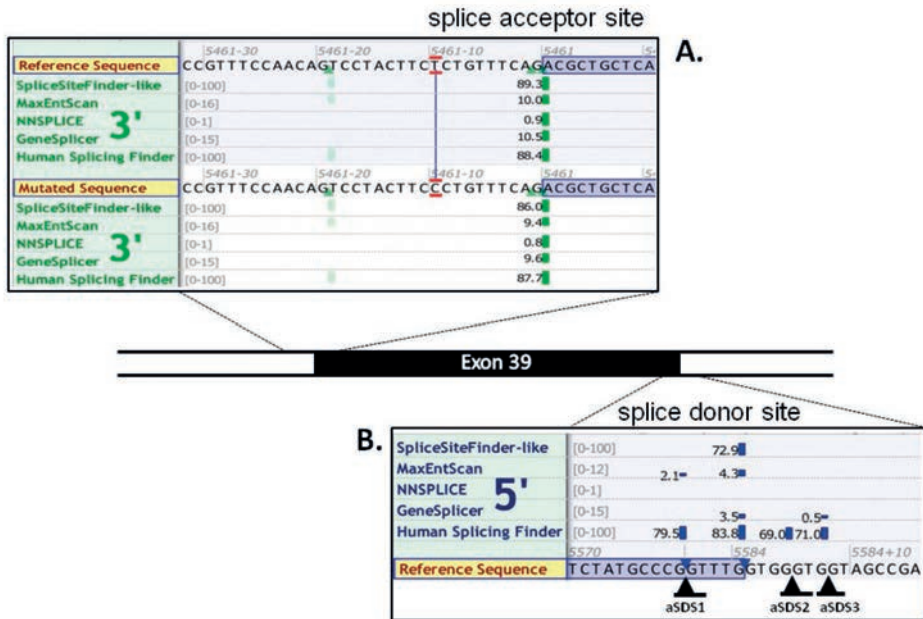 splice acceptor site
A.
5461-30 5461-20 5461-10 5461
Reference Sequence CCGTTTCCAACAGTCCTACTTCTCTGTTTCAGACGCTGCTCA
SpliceSiteFinder-like [0-100] 89.3
MaxEntScan [0-16] 10.0
NNSPLICE [0-1] 0.9
GeneSplicer [0-15] 10.5
Human Splicing Finder [0-100] 88.4
3'
5461-30 5461-20 5461-10 5461
Mutated Sequence CCGTTTCCAACAGTCCTACTTCCCTGTTTCAGACGCTGCTCA
SpliceSiteFinder-like [0-100] 86.0
MaxEntScan [0-16] 9.4
NNSPLICE [0-1] 0.8
GeneSplicer [0-15] 9.6
Human Splicing Finder [0-100] 87.7
3'
Exon 39
splice donor site
B.
SpliceSiteFinder-like [0-100] 72.9
MaxEntScan [0-12] 2.1 4.3
NNSPLICE [0-1]
GeneSplicer [0-15] 3.5 0.5
Human Splicing Finder [0-100] 79.5 83.8 69.0 71.0
5'
5570 5584 5584+10
Reference Sequence TCTATGCCCGGTTTGGTGGGTGGTAGCCGA
aSDS1 aSDS2 aSDS3